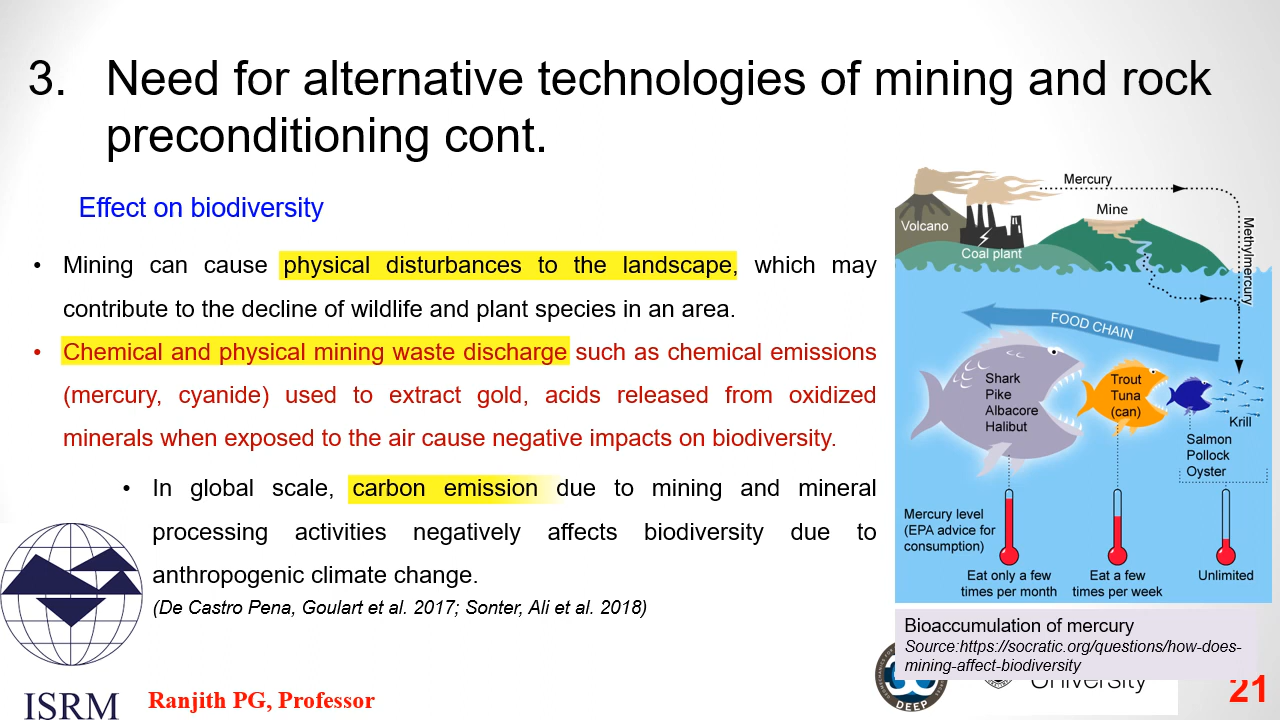 3. Need for alternative technologies of mining and rock
preconditioning cont.
Effect on biodiversity
• Mining can cause physical disturbances to the landscape, which may
contribute to the decline of wildlife and plant species in an area.
• Chemical and physical mining waste discharge such as chemical emissions
(mercury, cyanide) used to extract gold, acids released from oxidized
minerals when exposed to the air cause negative impacts on biodiversity.
• In global scale, carbon emission due to mining and mineral
processing activities negatively affects biodiversity due to
anthropogenic climate change.
(De Castro Pena, Goulart et al. 2017; Sonter, Ali et al. 2018)
Mercury
Volcano
Coal plant
Mine
Methylmercury
FOOD CHAIN
Shark
Pike
Albacore
Halibut
Trout
Tuna
(can)
Krill
Salmon
Pollock
Oyster
Mercury level
(EPA advice for
consumption)
Eat only a few
times per month
Eat a few
times per week
Unlimited
Bioaccumulation of mercury
Source:https://socratic.org/questions/how-does-
mining-affect-biodiversity
DEEP
University
ISRM
Ranjith PG, Professor
21